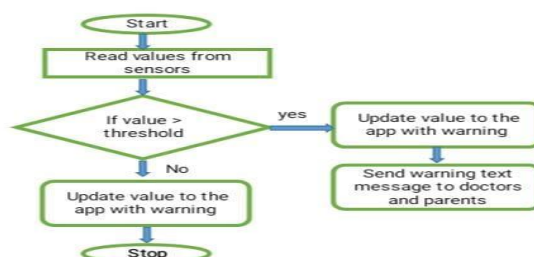 Start
Read values from
sensors
If value >
threshold
yes
Update value to the
app with warning
No
Send warning text
message to doctors
and parents
Update value to the
app with warning
Stop